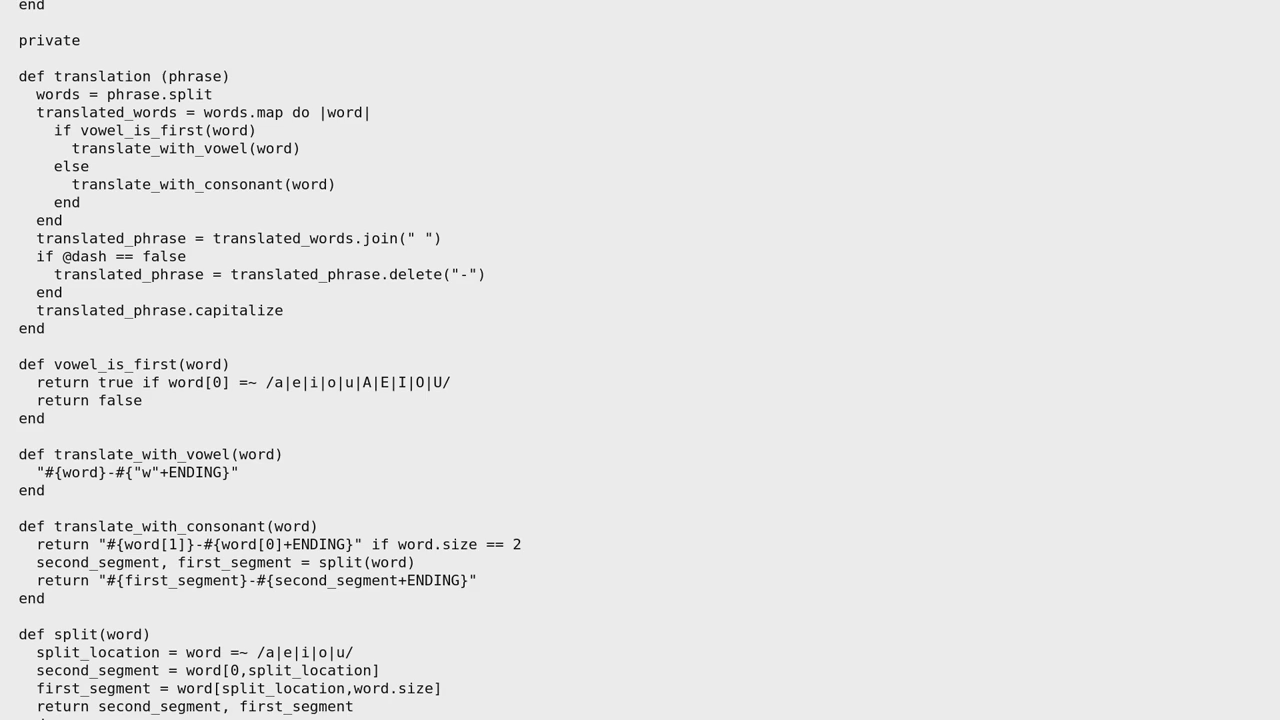 end

private

def translation (phrase)
  words = phrase.split
  translated_words = words.map do |word|
    if vowel_is_first(word)
      translate_with_vowel(word)
    else
      translate_with_consonant(word)
    end
  end
  translated_phrase = translated_words.join(" ")
  if @dash == false
    translated_phrase = translated_phrase.delete("-")
  end
  translated_phrase.capitalize
end

def vowel_is_first(word)
  return true if word[0] =~ /a|e|i|o|u|A|E|I|O|U/
  return false
end

def translate_with_vowel(word)
  "#{word}-#{"w"+ENDING}"
end

def translate_with_consonant(word)
  return "#{word[1]}-#{word[0]+ENDING}" if word.size == 2
  second_segment, first_segment = split(word)
  return "#{first_segment}-#{second_segment+ENDING}"
end

def split(word)
  split_location = word =~ /a|e|i|o|u/
  second_segment = word[0,split_location]
  first_segment = word[split_location,word.size]
  return second_segment, first_segment